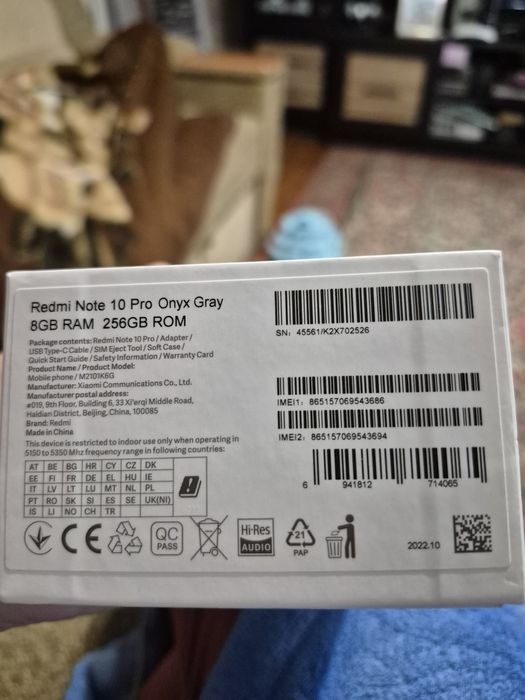 Redmi Note 10 Pro Onyx Gray
8GB RAM 256GB ROM
Package contents: Redmi Note 10 Pro / Adapter /
USB Type-C Cable / SIM Eject Tool / Soft Case /
Quick Start Guide / Safety Information / Warranty Card
Product Name / Product Model:
Mobile phone / M2101K6G
Manufacturer: Xiaomi Communications Co., Ltd.
Manufacturer postal address:
#019, 9th Floor, Building 6, 33 Xi'erqi Middle Road,
Haidian District, Beijing, China, 100085
Brand: Redmi
Made in China
This device is restricted to indoor use only when operating in
5150 to 5350 Mhz frequency range in following countries:
AT BE BG HR CY CZ DK
EE FI FR DE EL HU IE
IT LV LT LU MT NL PL
PT RO SK SI ES SE UK(NI)
IS LI NO CH TR
CE
QC
PASS
Hi-Res
AUDIO
21
PAP
SN: 45561/K2X702526
IMEI1: 865157069543686
IMEI2: 865157069543694
6 941812 714065
2022.10